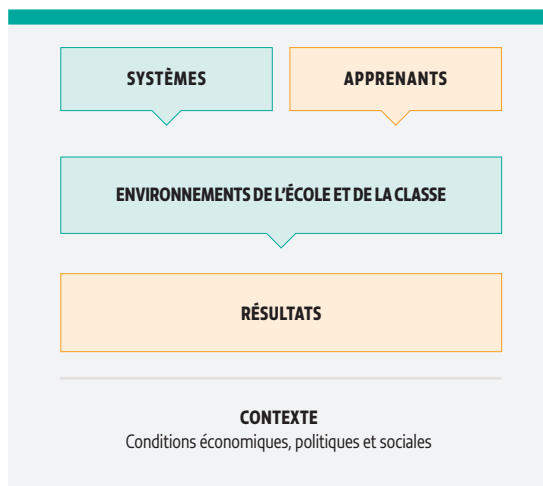 SYSTÈMES
APPRENANTS
ENVIRONNEMENTS DE L'ÉCOLE ET DE LA CLASSE
RÉSULTATS
CONTEXTE
Conditions économiques, politiques et sociales